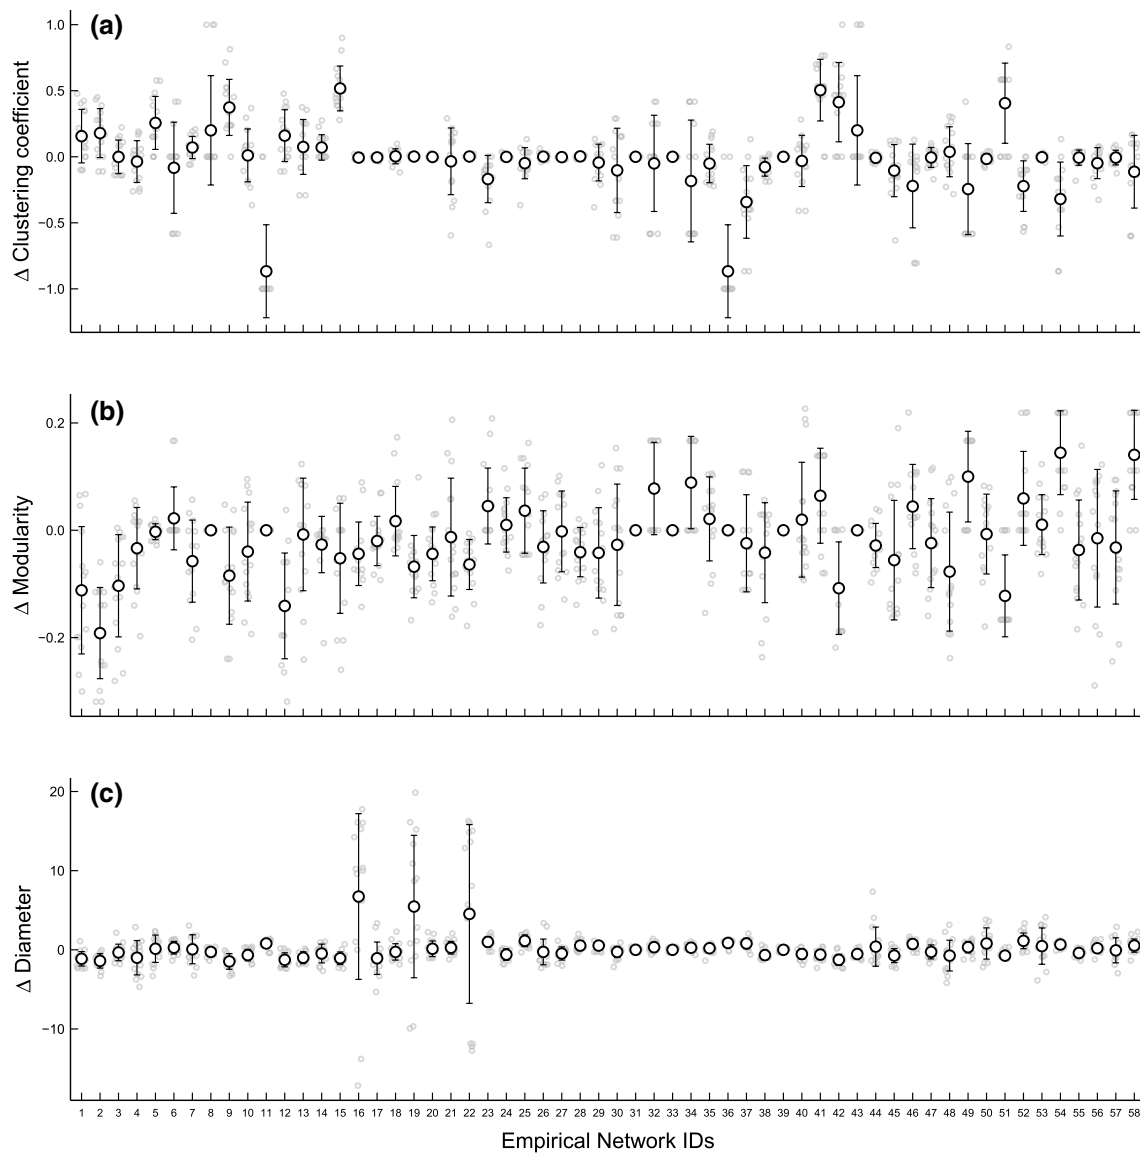 (a)
Δ Clustering coefficient
1.0
0.5
0.0
−0.5
−1.0
(b)
Δ Modularity
0.2
0.0
−0.2
(c)
Δ Diameter
20
10
0
−10
1 2 3 4 5 6 7 8 9 10 11 12 13 14 15 16 17 18 19 20 21 22 23 24 25 26 27 28 29 30 31 32 33 34 35 36 37 38 39 40 41 42 43 44 45 46 47 48 49 50 51 52 53 54 55 56 57 58
Empirical Network IDs